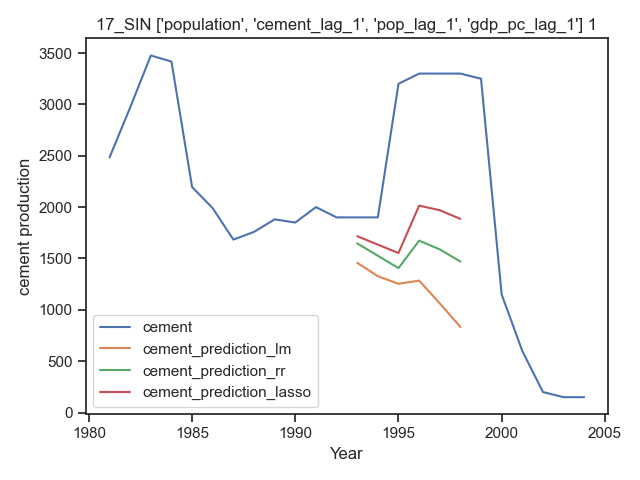 17_SIN ['population', 'cement_lag_1', 'pop_lag_1', 'gdp_pc_lag_1'] 1
3500
3000
2500
2000
1500
1000
500
0
cement production
cement
cement_prediction_lm
cement_prediction_rr
cement_prediction_lasso
1980 1985 1990 1995 2000 2005
Year